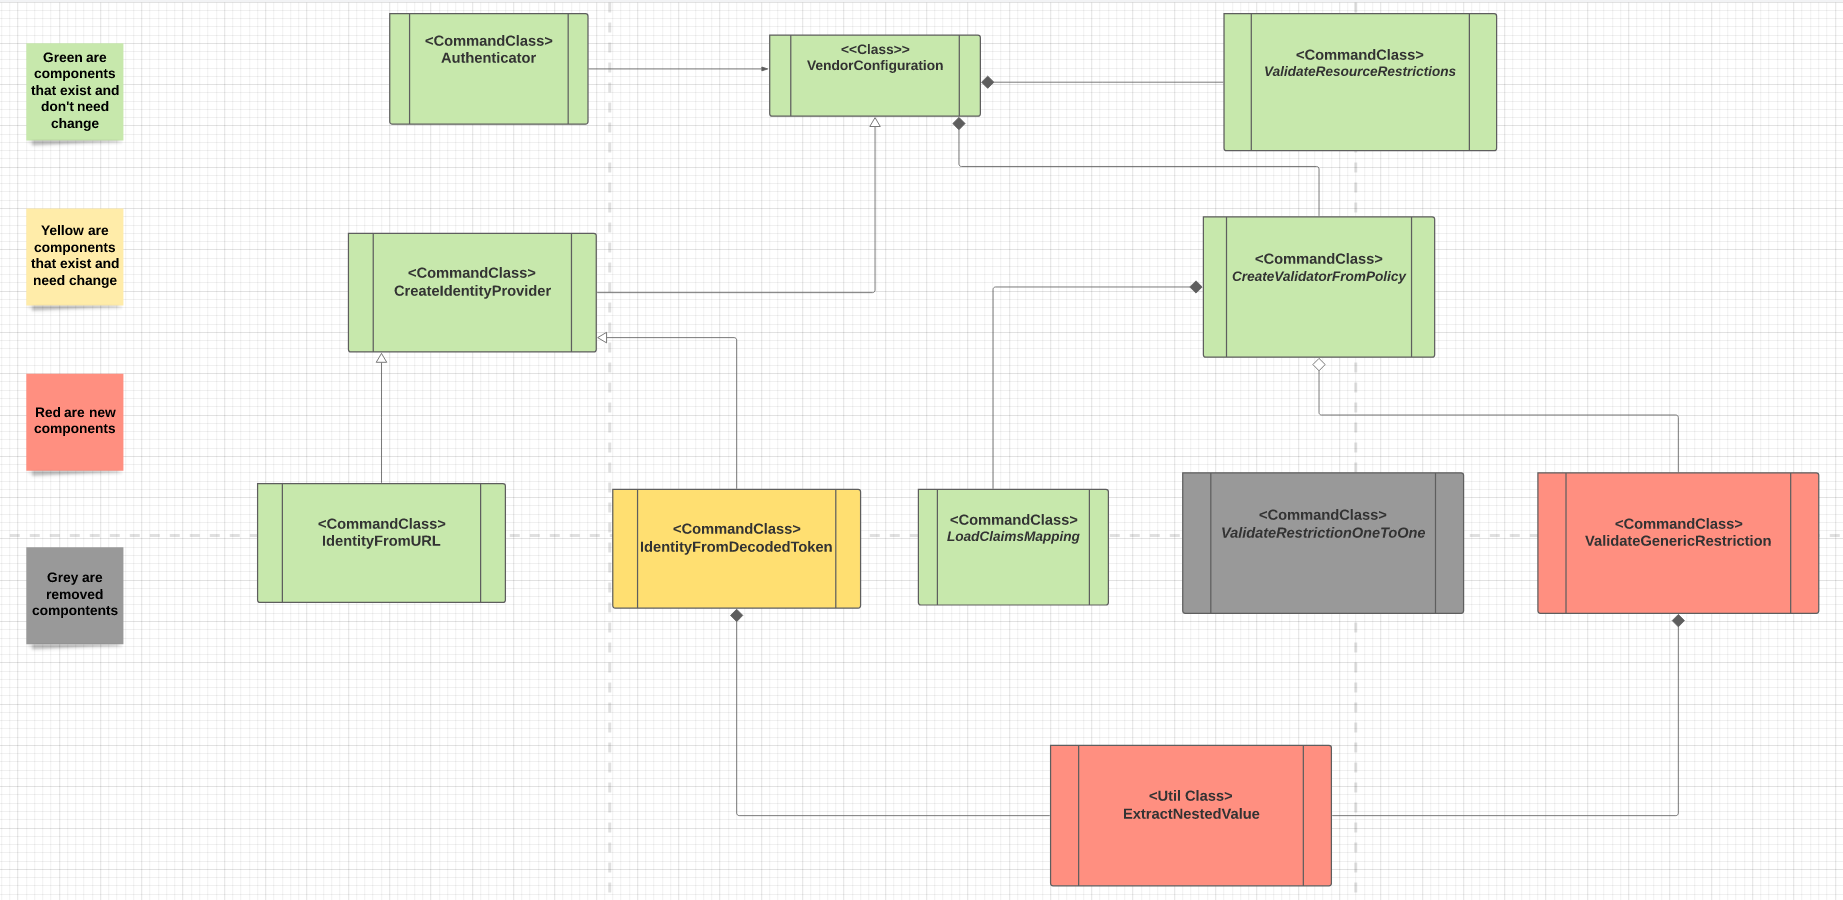 Green are
components
that exist and
don't need
change
Yellow are
components
that exist and
need change
Red are new
components
Grey are
removed
compontents
<CommandClass>
Authenticator
<<Class>>
VendorConfiguration
<CommandClass>
ValidateResourceRestrictions
<CommandClass>
CreateIdentityProvider
<CommandClass>
CreateValidatorFromPolicy
<CommandClass>
IdentityFromURL
<CommandClass>
IdentityFromDecodedToken
<CommandClass>
LoadClaimsMapping
<CommandClass>
ValidateRestrictionOneToOne
<CommandClass>
ValidateGenericRestriction
<Util Class>
ExtractNestedValue